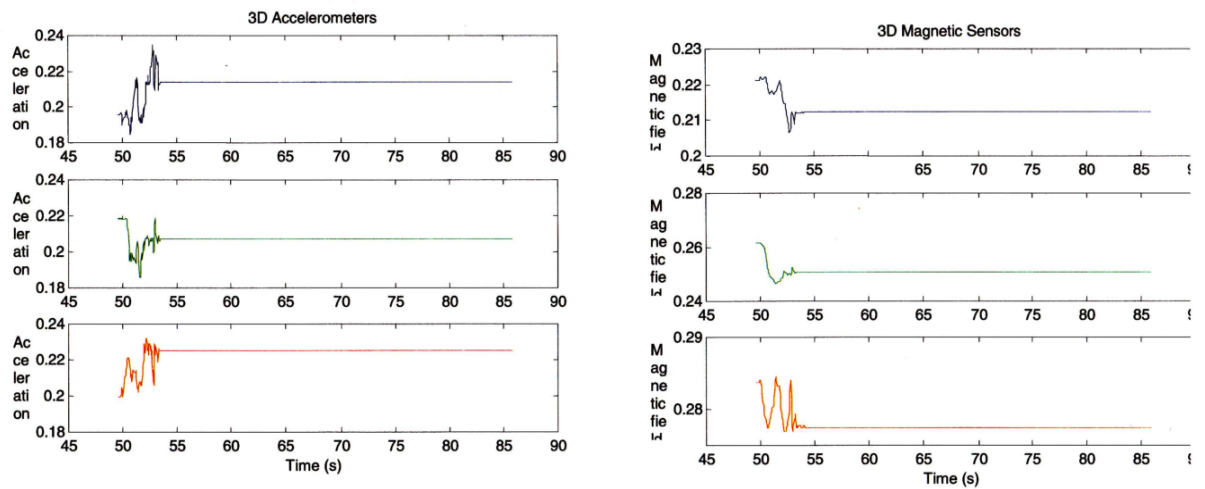 3D Accelerometers
Ac
ce
ler
ati
on
0.24
0.22
0.2
0.18
45 50 55 60 65 70 75 80 85 90
Ac
ce
ler
ati
on
0.24
0.22
0.2
0.18
45 50 55 60 65 70 75 80 85 90
Ac
ce
ler
ati
on
0.24
0.22
0.2
0.18
45 50 55 60 65 70 75 80 85 90
Time (s)
3D Magnetic Sensors
M
ag
ne
tic
fie
0.23
0.22
0.21
0.2
45 50 55 60 65 70 75 80 85
M
ag
ne
tic
fie
0.28
0.26
0.24
45 50 55 60 65 70 75 80 85
M
ag
ne
tic
fie
0.29
0.28
45 50 55 60 65 70 75 80 85
Time (s)